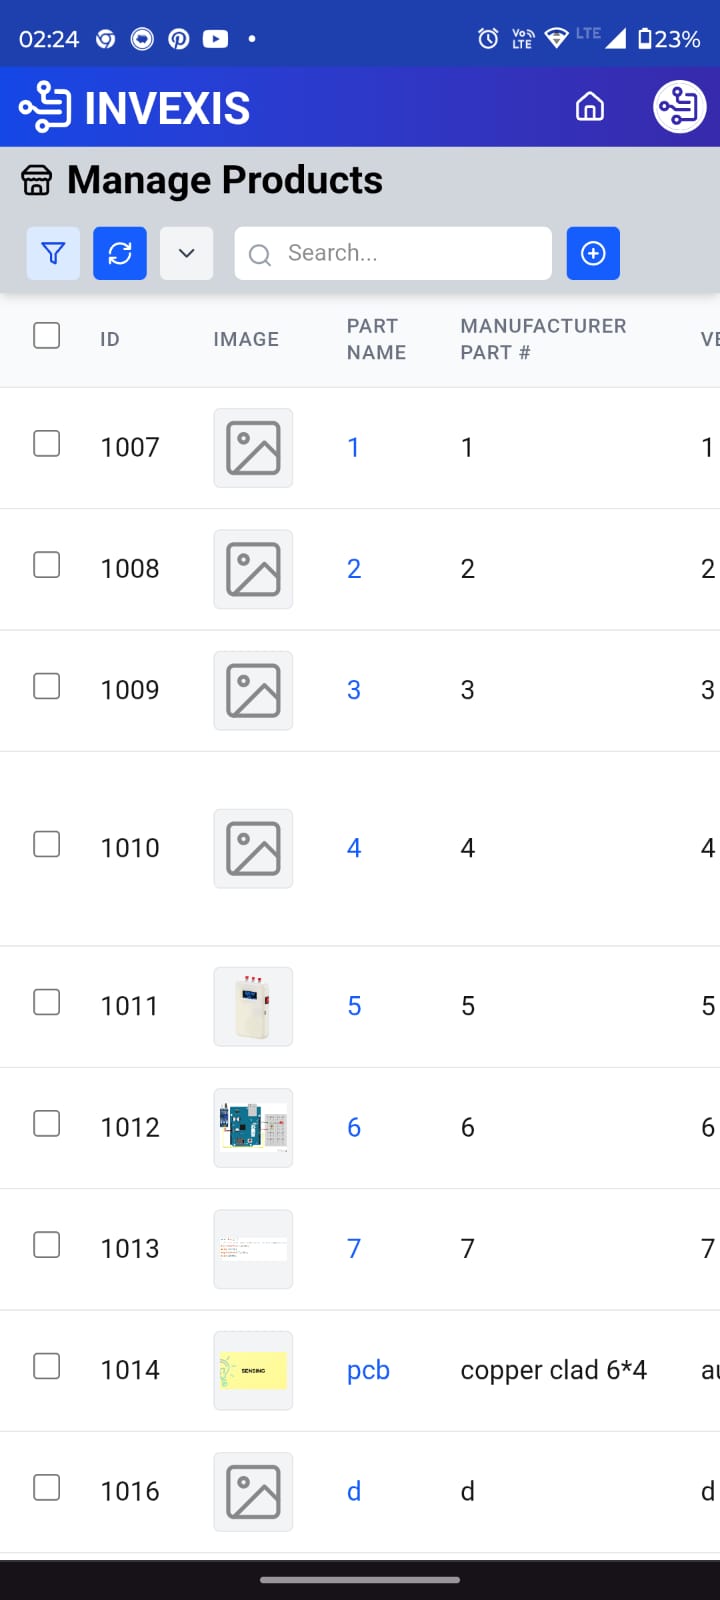 02:24 Vo LTE LTE 23%
INVEXIS
Manage Products
Search...
ID IMAGE PART NAME MANUFACTURER PART # VE
1007 1 1 1
1008 2 2 2
1009 3 3 3
1010 4 4 4
1011 5 5 5
1012 6 6 6
1013 7 7 7
SENSING
1014 pcb copper clad 6*4 au
1016 d d d